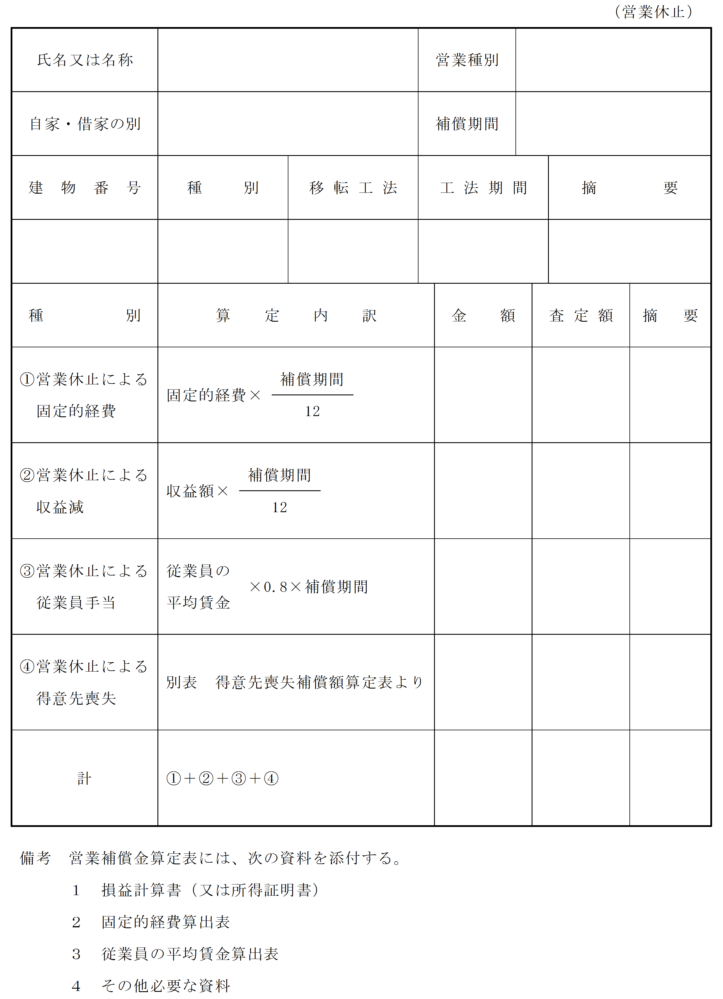 （営業休止）
氏名又は名称 営業種別
自家・借家の別 補償期間
建物番号 種別 移転工法 工法期間 摘要
種別 算定内訳 金額 査定額 摘要
①営業休止による
固定的経費
固定的経費×
補償期間
12
②営業休止による
収益減
収益額×
補償期間
12
③営業休止による
従業員手当
従業員の
平均賃金
×0.8×補償期間
④営業休止による
得意先喪失
別表　得意先喪失補償額算定表より
計 ①＋②＋③＋④
備考　営業補償金算定表には、次の資料を添付する。
１　損益計算書（又は所得証明書）
２　固定的経費算出表
３　従業員の平均賃金算出表
４　その他必要な資料